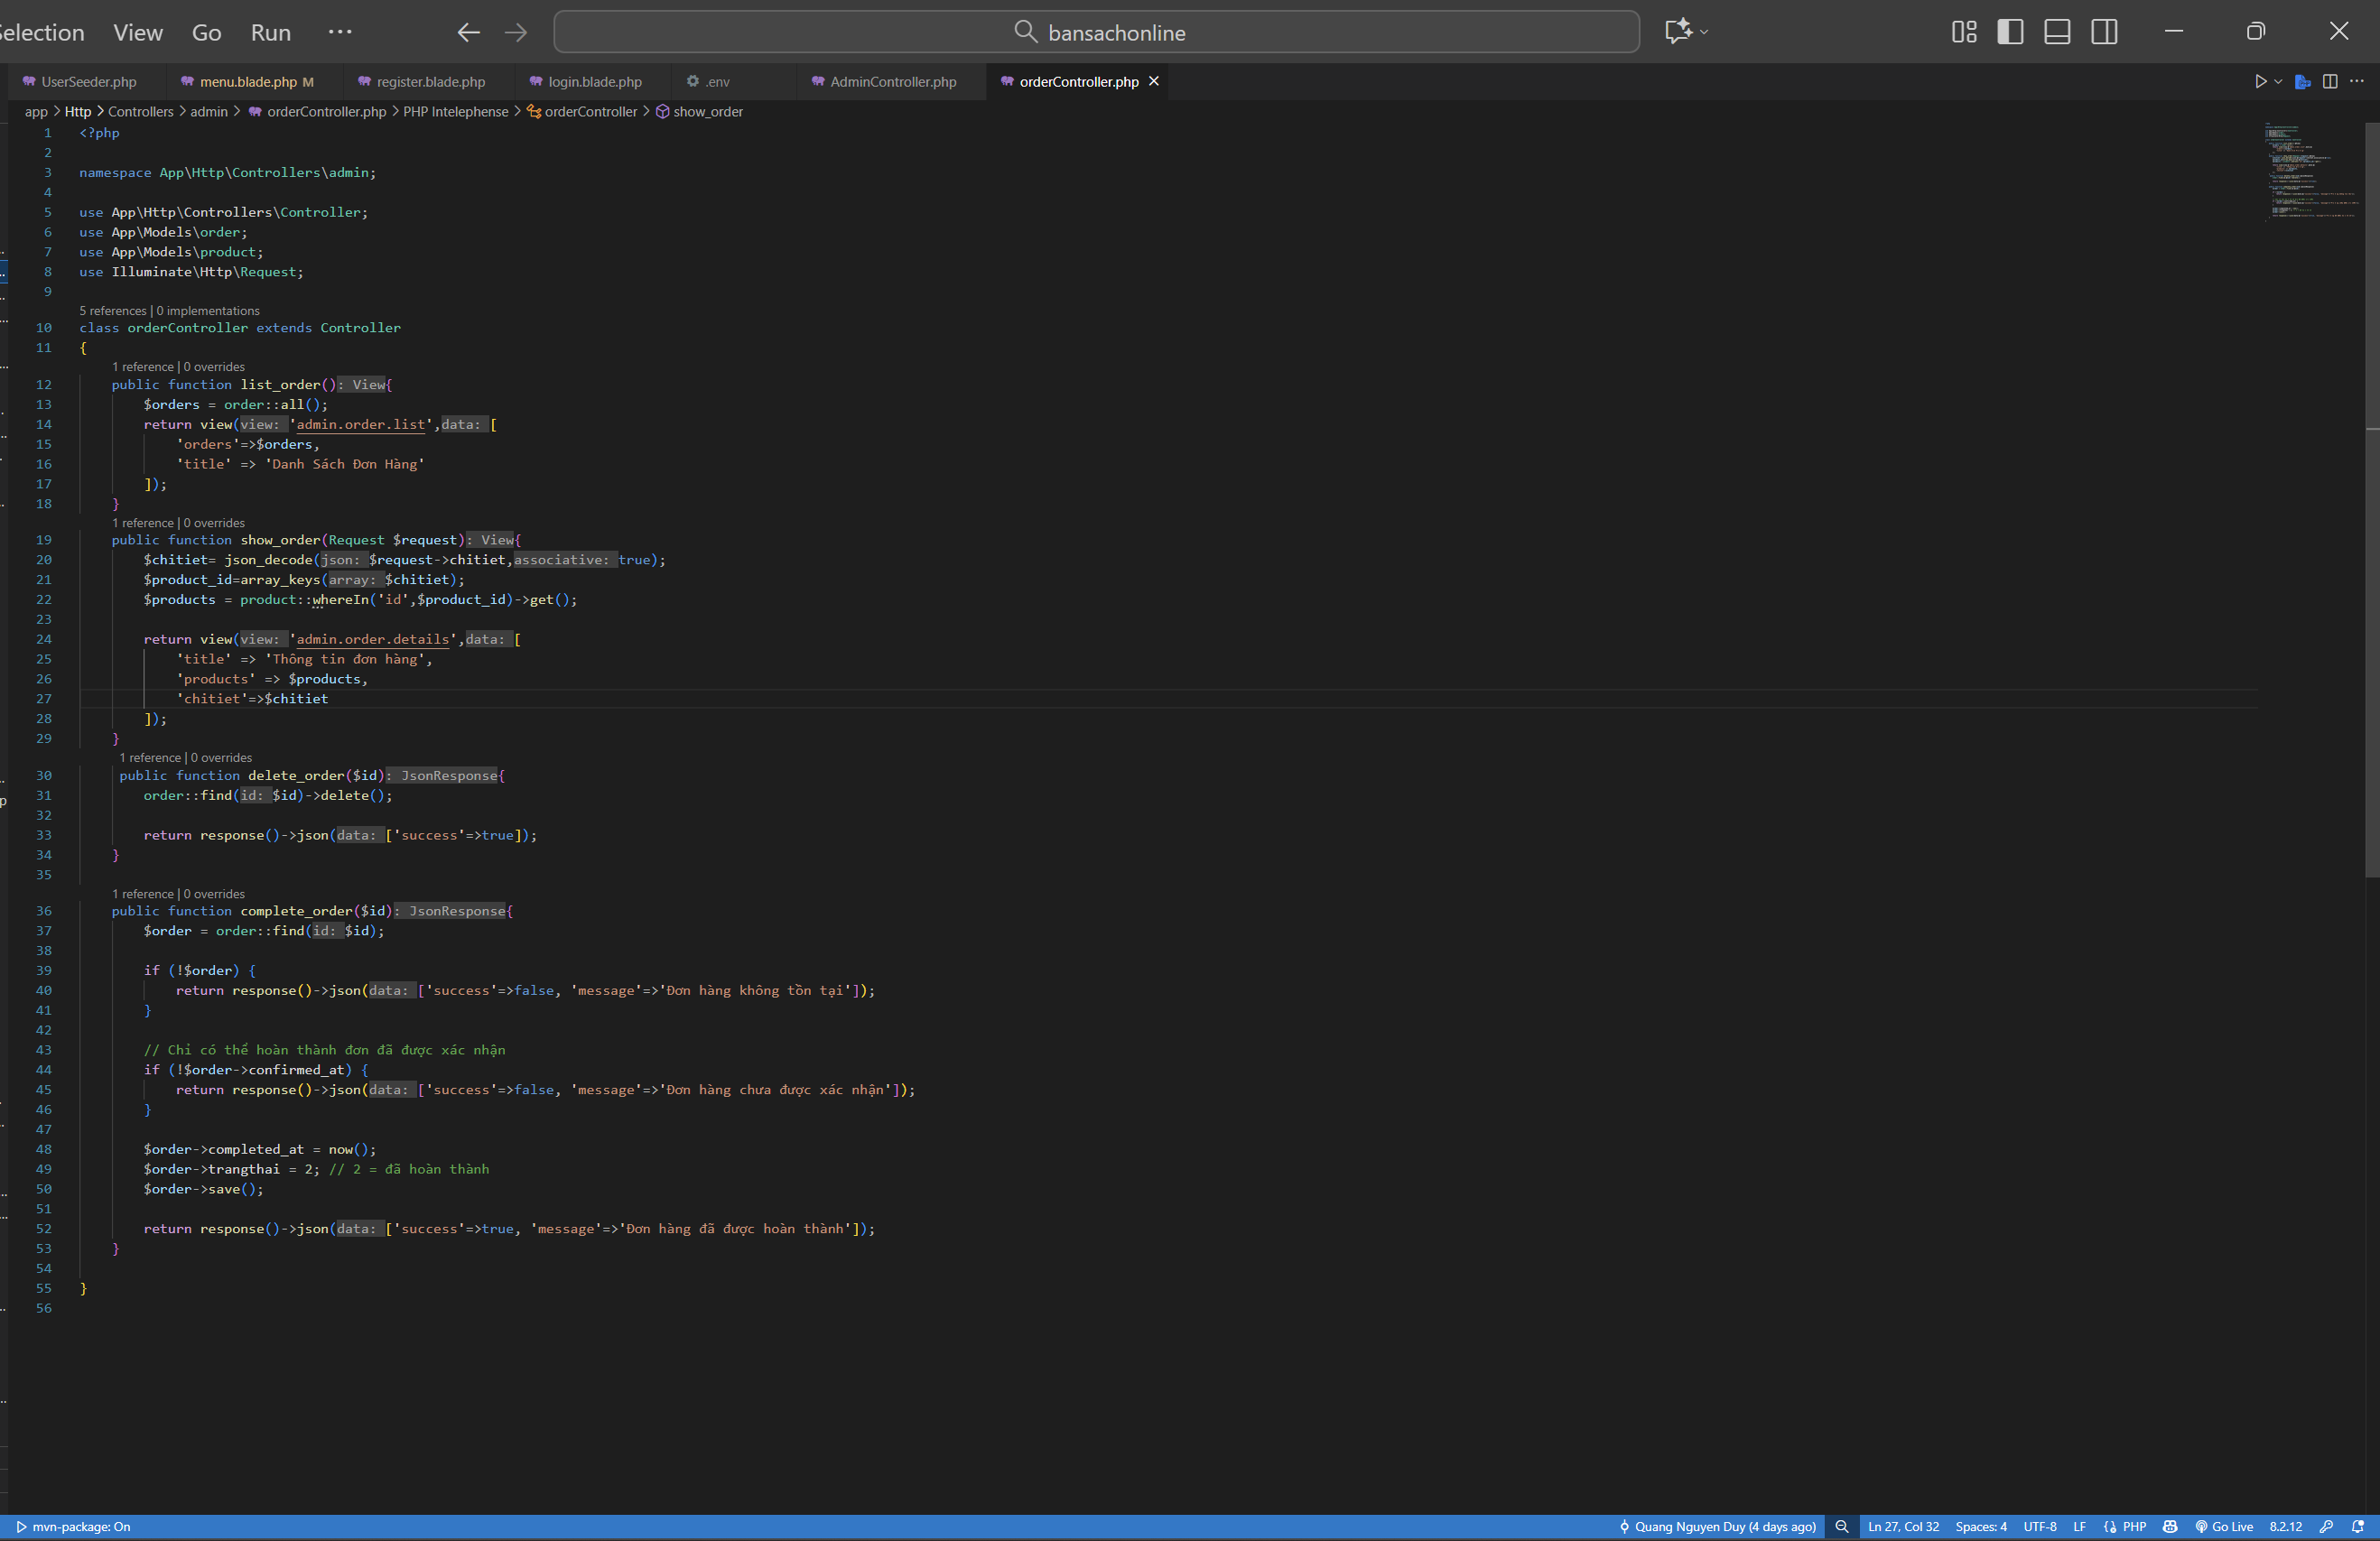 Selection View Go Run ··· bansachonline
UserSeeder.php menu.blade.php M register.blade.php login.blade.php .env AdminController.php orderController.php
app > Http > Controllers > admin > orderController.php > PHP Intelephense > orderController > show_order
1 <?php
2
3 namespace App\Http\Controllers\admin;
4
5 use App\Http\Controllers\Controller;
6 use App\Models\order;
7 use App\Models\product;
8 use Illuminate\Http\Request;
9
5 references | 0 implementations
10 class orderController extends Controller
11 {
1 reference | 0 overrides
12 public function list_order(): View{
13 $orders = order::all();
14 return view(view: 'admin.order.list',data: [
15 'orders'=>$orders,
16 'title' => 'Danh Sách Đơn Hàng'
17 ]);
18 }
1 reference | 0 overrides
19 public function show_order(Request $request): View{
20 $chitiet= json_decode(json: $request->chitiet,associative: true);
21 $product_id=array_keys(array: $chitiet);
22 $products = product::whereIn('id',$product_id)->get();
23
24 return view(view: 'admin.order.details',data: [
25 'title' => 'Thông tin đơn hàng',
26 'products' => $products,
27 'chitiet'=>$chitiet
28 ]);
29 }
1 reference | 0 overrides
30 public function delete_order($id): JsonResponse{
31 order::find(id: $id)->delete();
32
33 return response()->json(data: ['success'=>true]);
34 }
35
1 reference | 0 overrides
36 public function complete_order($id): JsonResponse{
37 $order = order::find(id: $id);
38
39 if (!$order) {
40 return response()->json(data: ['success'=>false, 'message'=>'Đơn hàng không tồn tại']);
41 }
42
43 // Chỉ có thể hoàn thành đơn đã được xác nhận
44 if (!$order->confirmed_at) {
45 return response()->json(data: ['success'=>false, 'message'=>'Đơn hàng chưa được xác nhận']);
46 }
47
48 $order->completed_at = now();
49 $order->trangthai = 2; // 2 = đã hoàn thành
50 $order->save();
51
52 return response()->json(data: ['success'=>true, 'message'=>'Đơn hàng đã được hoàn thành']);
53 }
54
55 }
56
mvn-package: On Quang Nguyen Duy (4 days ago) Ln 27, Col 32 Spaces: 4 UTF-8 LF PHP Go Live 8.2.12